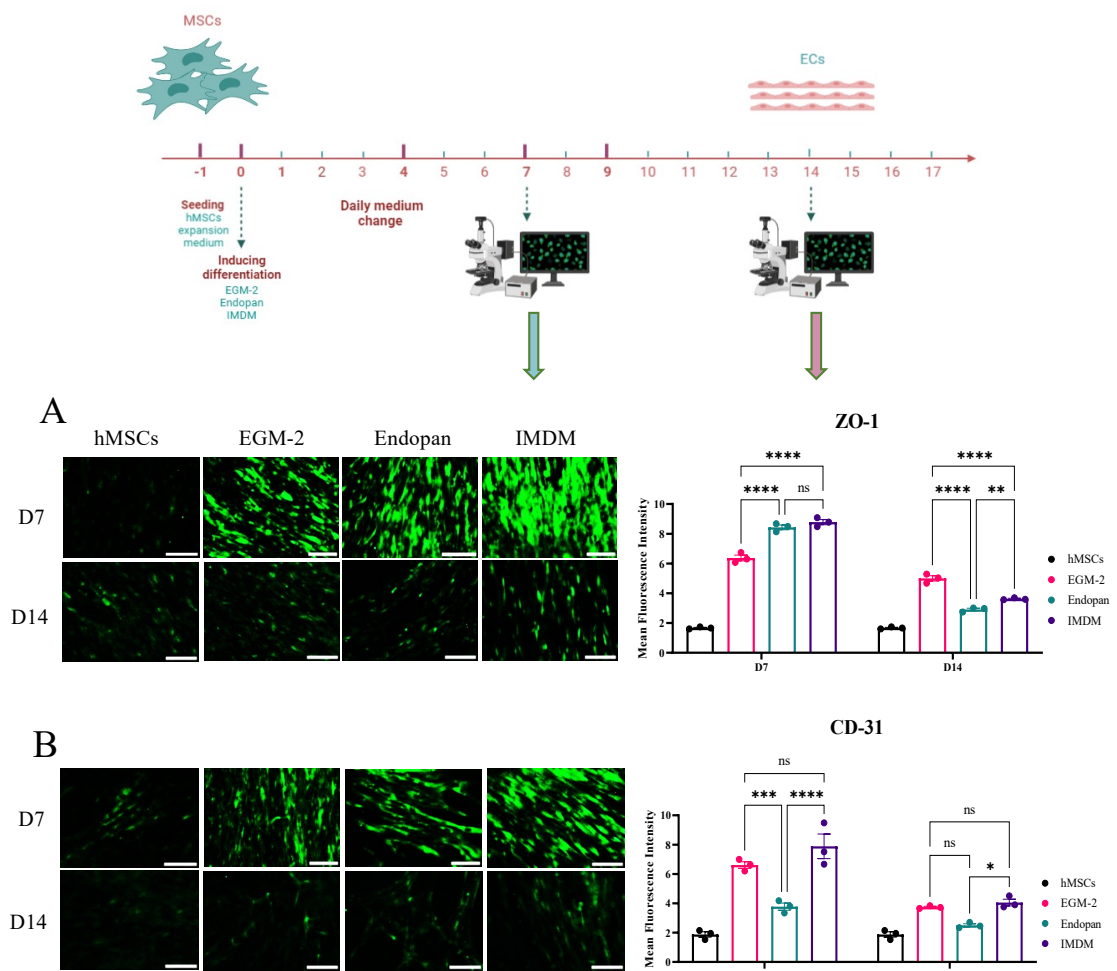 MSCs
ECs
-1 0 1 2 3 4 5 6 7 8 9 10 11 12 13 14 15 16 17
Seeding
hMSCs
expansion
medium
Inducing
differentiation
EGM-2
Endopan
IMDM
Daily medium
change
A
hMSCs EGM-2 Endopan IMDM
D7
D14
ZO-1
**** ****
**** ns **** **
Mean Fluorescence Intensity
10
8
6
4
2
0
D7 D14
hMSCs
EGM-2
Endopan
IMDM
B
D7
D14
CD-31
ns
*** ****
ns
ns
*
Mean Fluorescence Intensity
10
8
6
4
2
0
hMSCs
EGM-2
Endopan
IMDM